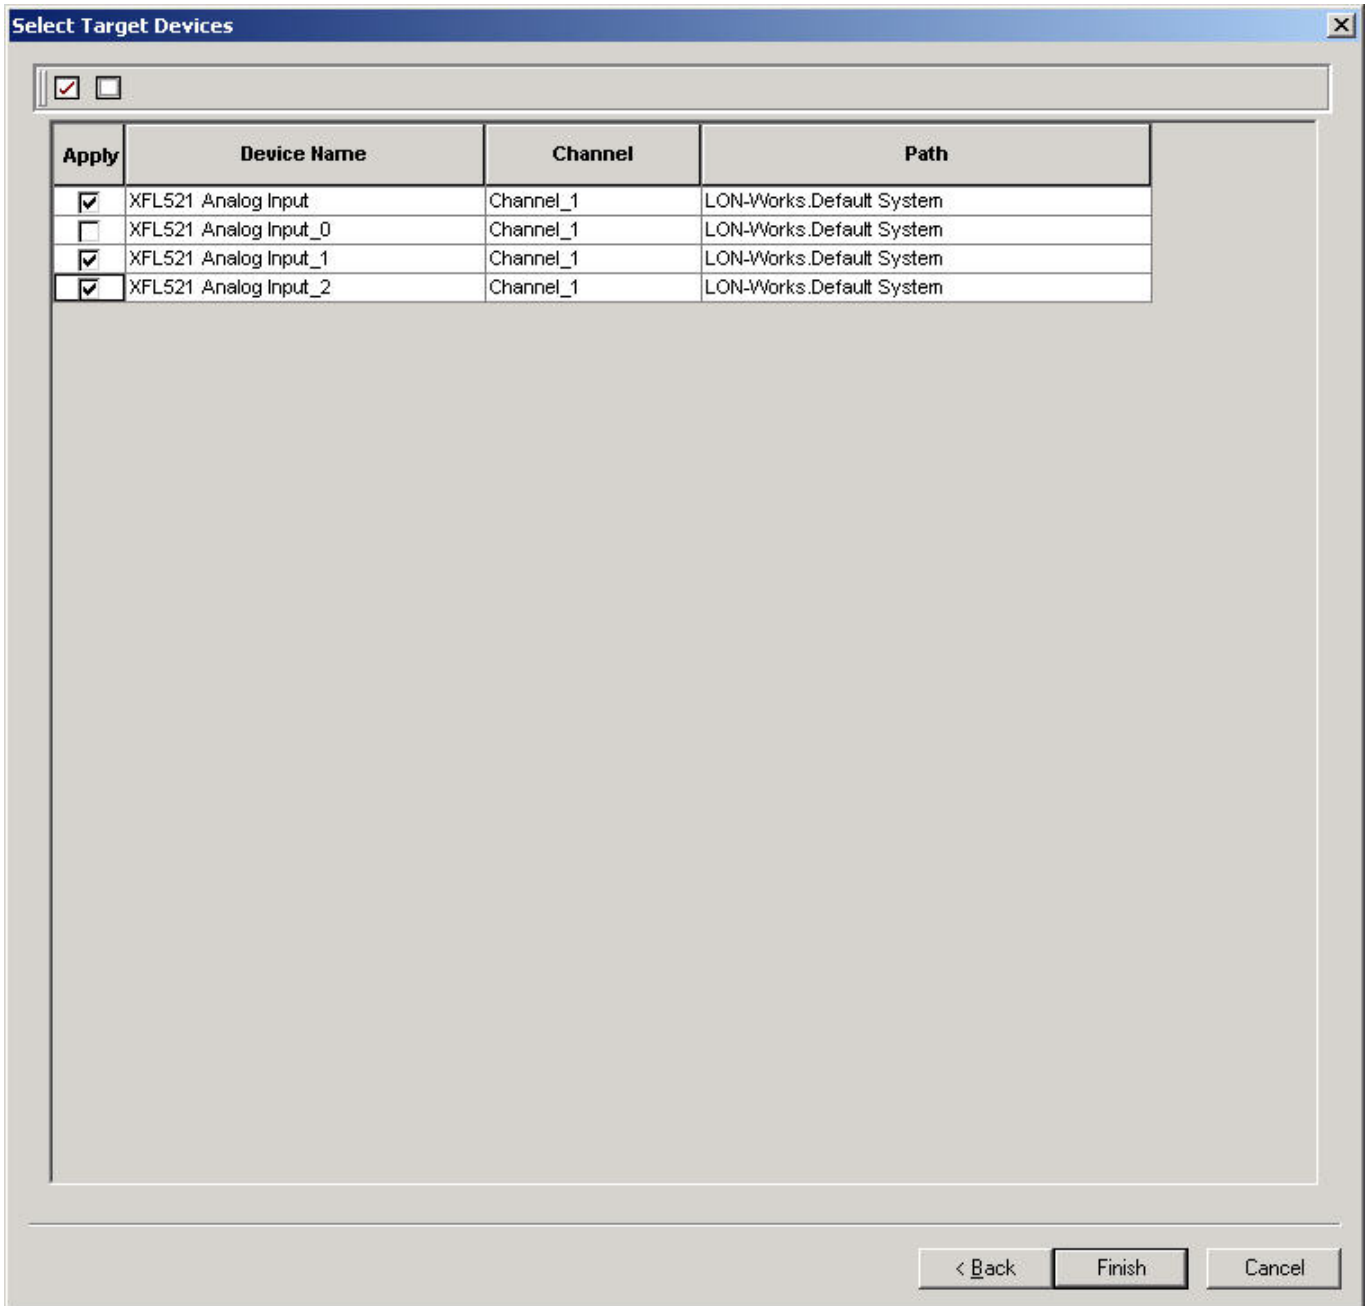 Select Target Devices
Apply Device Name Channel Path
XFL521 Analog Input Channel_1 LON-Works.Default System
XFL521 Analog Input_0 Channel_1 LON-Works.Default System
XFL521 Analog Input_1 Channel_1 LON-Works.Default System
XFL521 Analog Input_2 Channel_1 LON-Works.Default System
< Back Finish Cancel